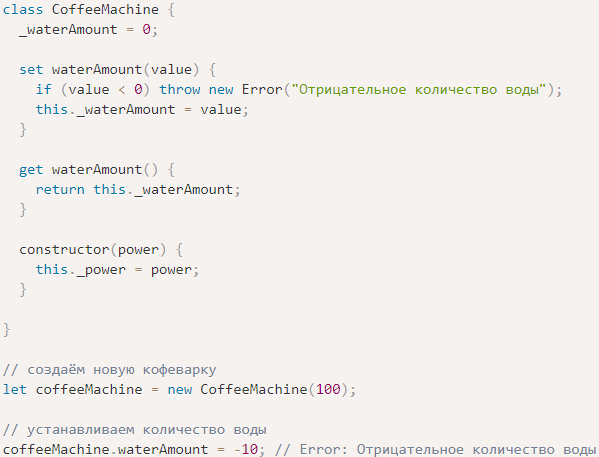 class CoffeeMachine {
  _waterAmount = 0;

  set waterAmount(value) {
    if (value < 0) throw new Error("Отрицательное количество воды");
    this._waterAmount = value;
  }

  get waterAmount() {
    return this._waterAmount;
  }

  constructor(power) {
    this._power = power;
  }

}

// создаём новую кофеварку
let coffeeMachine = new CoffeeMachine(100);

// устанавливаем количество воды
coffeeMachine.waterAmount = -10; // Error: Отрицательное количество воды